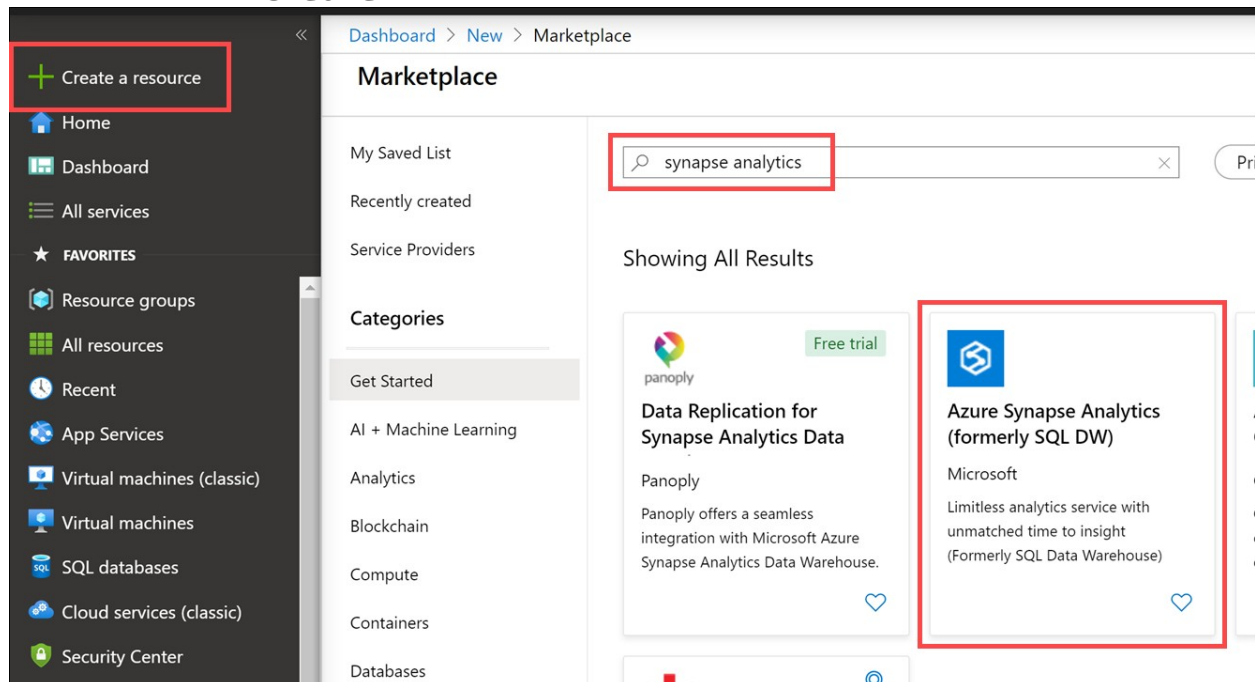 «
Create a resource
Home
Dashboard
All services
FAVORITES
Resource groups
All resources
Recent
App Services
Virtual machines (classic)
Virtual machines
SQL
SQL databases
Cloud services (classic)
Security Center
Dashboard > New > Marketplace
Marketplace
My Saved List
Recently created
Service Providers
Categories
Get Started
AI + Machine Learning
Analytics
Blockchain
Compute
Containers
Databases
synapse analytics
Showing All Results
Free trial
panoply
Data Replication for
Synapse Analytics Data
Panoply
Panoply offers a seamless
integration with Microsoft Azure
Synapse Analytics Data Warehouse.
Azure Synapse Analytics
(formerly SQL DW)
Microsoft
Limitless analytics service with
unmatched time to insight
(Formerly SQL Data Warehouse)